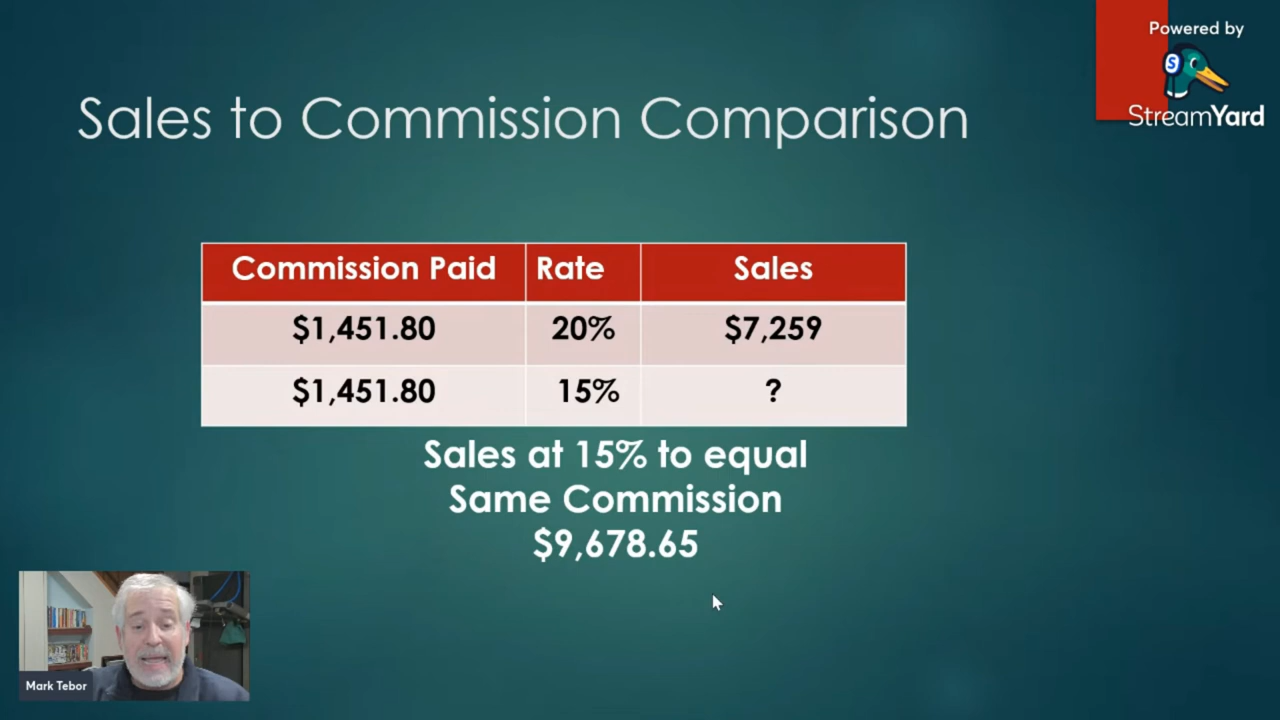 Powered by
StreamYard
Sales to Commission Comparison
Commission Paid Rate Sales
$1,451.80 20% $7,259
$1,451.80 15% ?
Sales at 15% to equal
Same Commission
$9,678.65
Mark Tebor